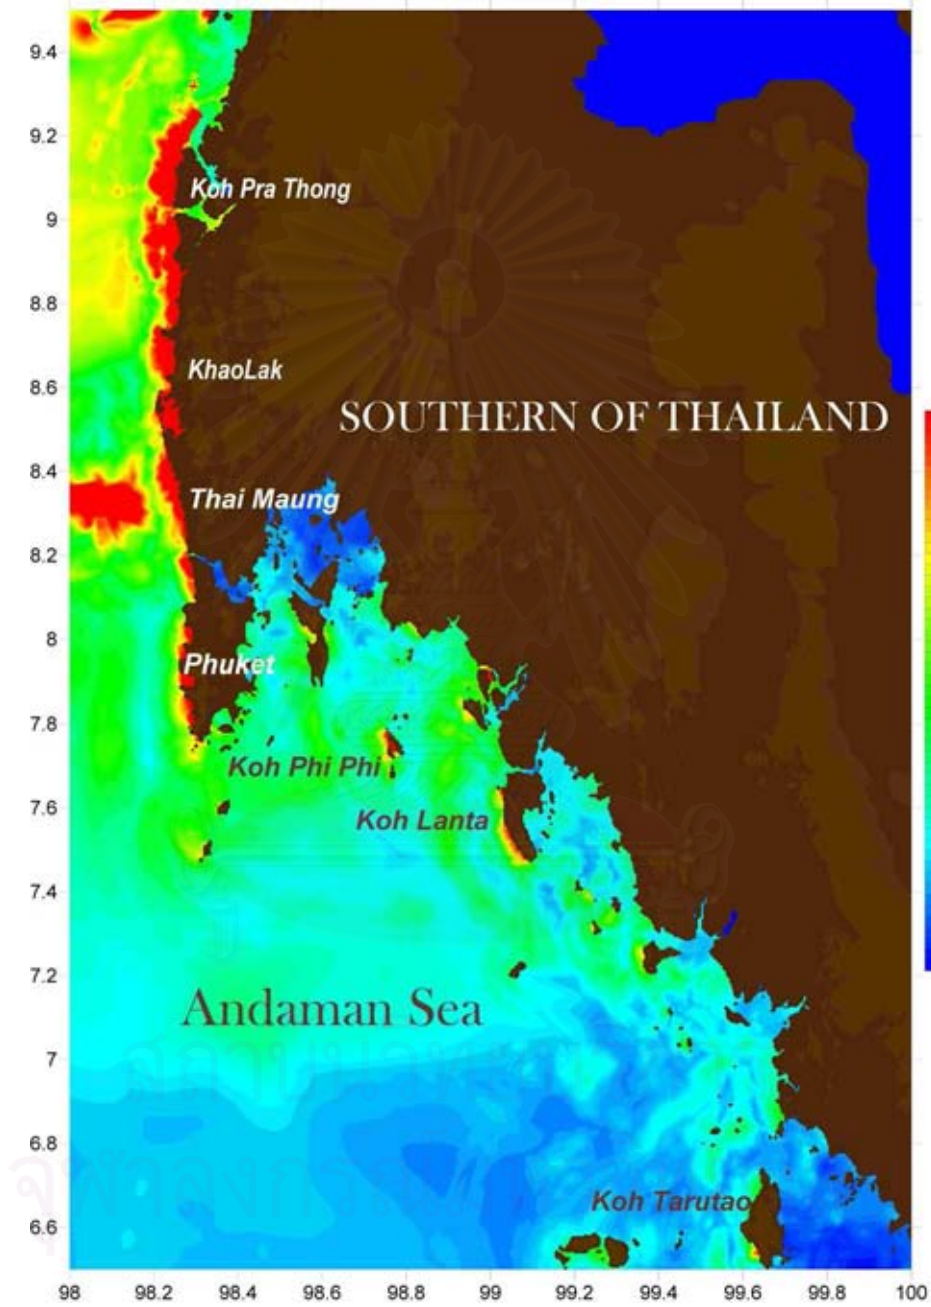 9.4
9.2
Koh Pra Thong
9
8.8
KhaoLak
8.6
SOUTHERN OF THAILAND
8.4
Thai Maung
8.2
8
Phuket
7.8
Koh Phi Phi
7.6
Koh Lanta
7.4
7.2
Andaman Sea
7
6.8
Koh Tarutao
6.6
98 98.2 98.4 98.6 98.8 99 99.2 99.4 99.6 99.8 100